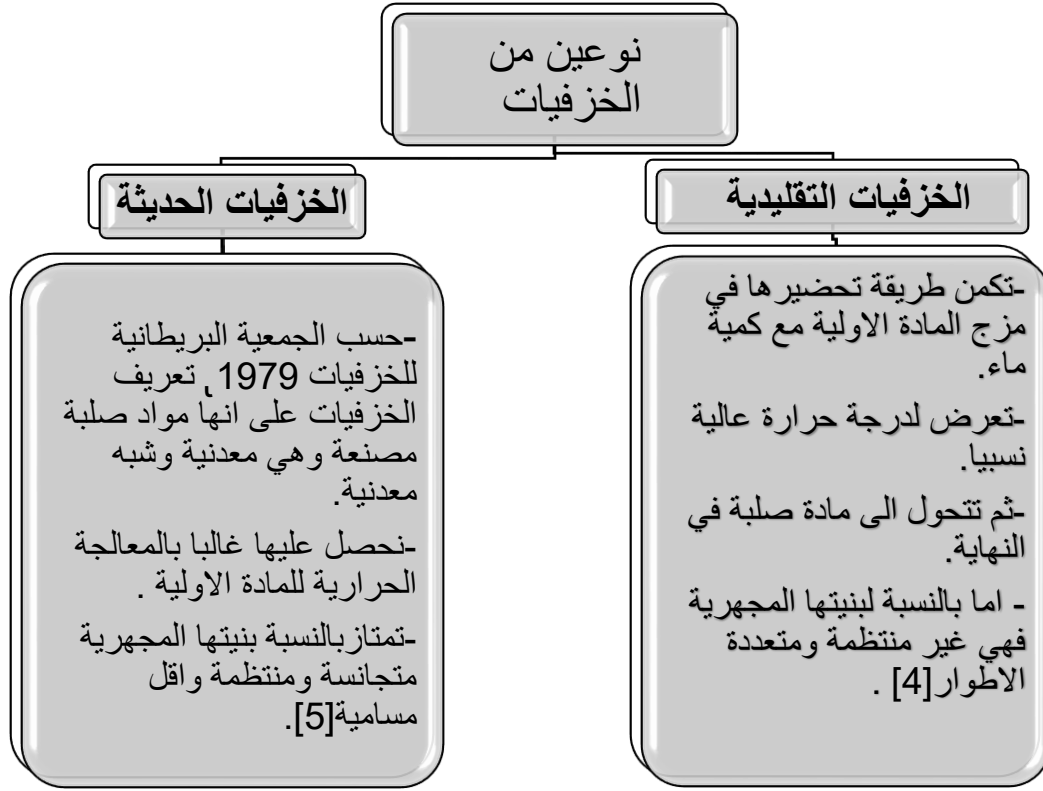 نوعين من
الخزفيات
الخزفيات التقليدية
-تكمن طريقة تحضيرها في
مزج المادة الاولية مع كمية
ماء.
-تعرض لدرجة حرارة عالية
نسبيا.
-ثم تتحول الى مادة صلبة في
النهاية.
- اما بالنسبة لبنيتها المجهرية
فهي غير منتظمة ومتعددة
الاطوار[4] .
الخزفيات الحديثة
-حسب الجمعية البريطانية
للخزفيات 1979, تعريف
الخزفيات على انها مواد صلبة
مصنعة وهي معدنية وشبه
معدنية.
-نحصل عليها غالبا بالمعالجة
الحرارية للمادة الاولية .
-تمتازبالنسبة بنيتها المجهرية
متجانسة ومنتظمة واقل
مسامية[5].